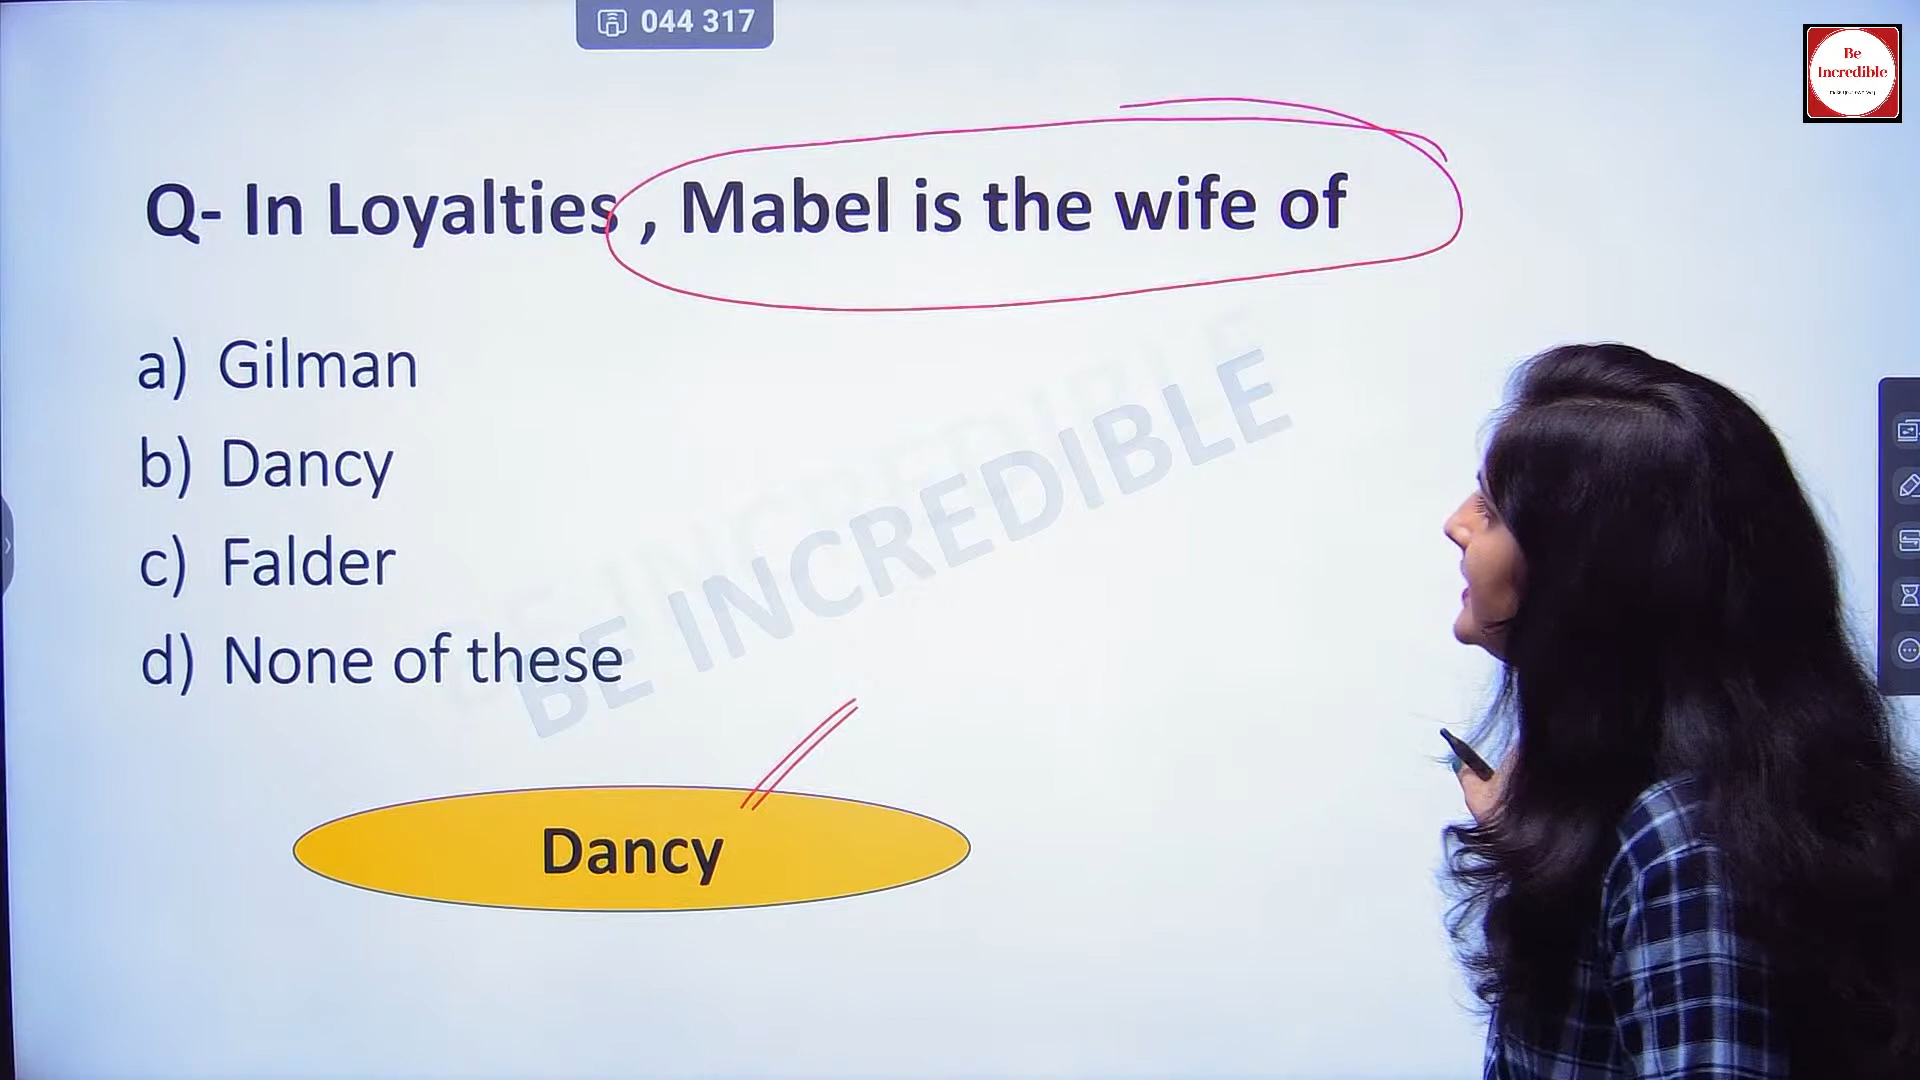 044 317
Be
Incredible
Q- In Loyalties , Mabel is the wife of
a) Gilman
b) Dancy
c) Falder
d) None of these
BE INCREDIBLE
Dancy